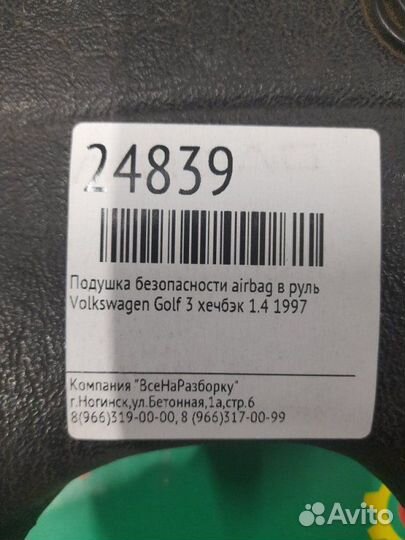 24839
Подушка безопасности airbag в руль
Volkswagen Golf 3 хечбэк 1.4 1997
Компания "ВсеНаРазборку"
г.Ногинск,ул.Бетонная,1а,стр.6
8(966)319-00-00, 8 (966)317-00-99
Avito